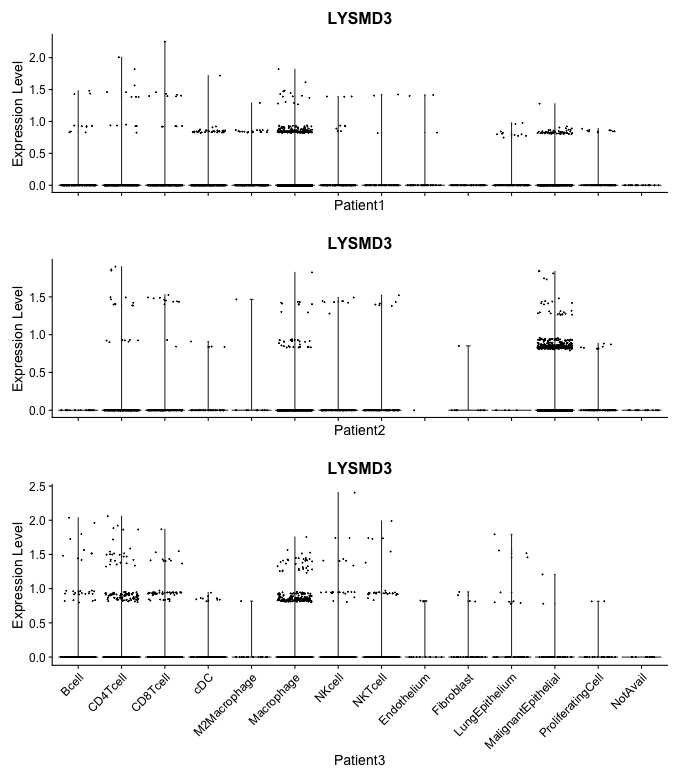 LYSMD3
Expression Level
2.0
1.5
1.0
0.5
0.0
Patient1
LYSMD3
Expression Level
1.5
1.0
0.5
0.0
Patient2
LYSMD3
Expression Level
2.5
2.0
1.5
1.0
0.5
0.0
Bcell
CD4Tcell
CD8Tcell
cDC
M2Macrophage
Macrophage
NKcell
NKTcell
Endothelium
Fibroblast
LungEpithelium
MalignantEpithelial
ProliferatingCell
NotAvail
Patient3